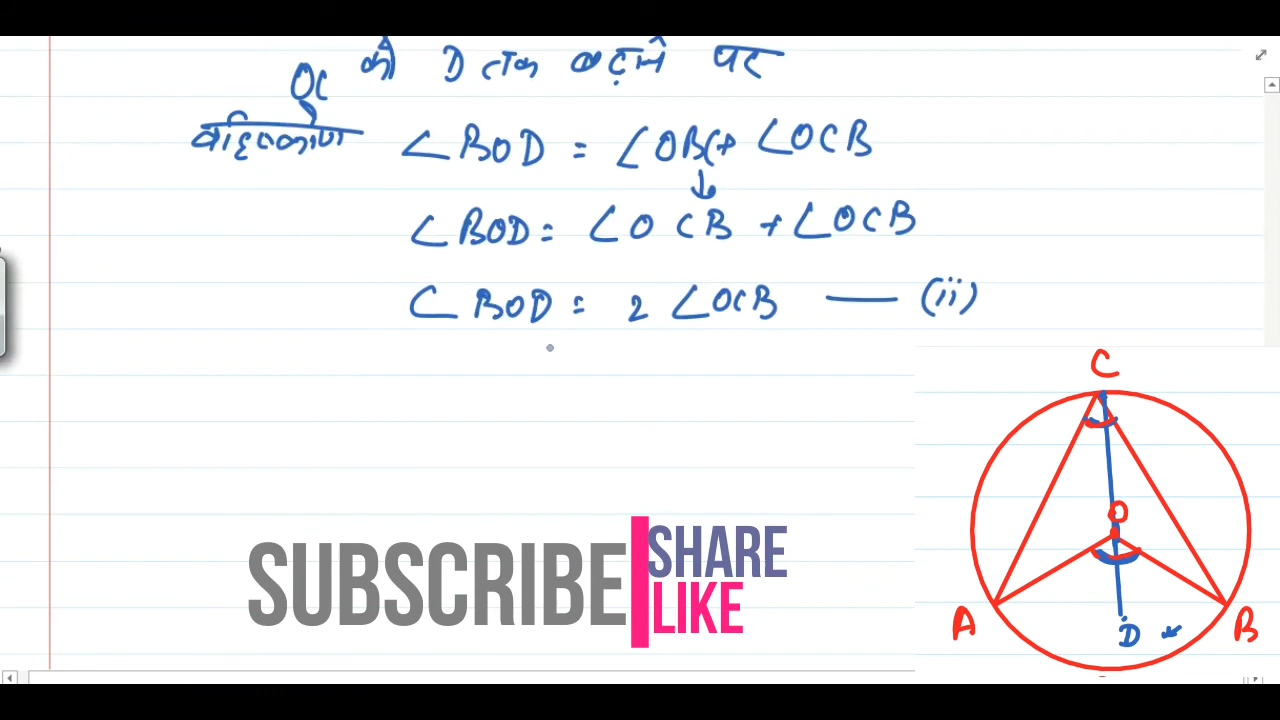 को D तक बढ़ाने पर
OC
बहिष्कोण ∠BOD = ∠OBC + ∠OCB
∠BOD = ∠OCB + ∠OCB
∠BOD = 2 ∠OCB —— (ii)
C
O
A
D
B
SUBSCRIBE
SHARE
LIKE